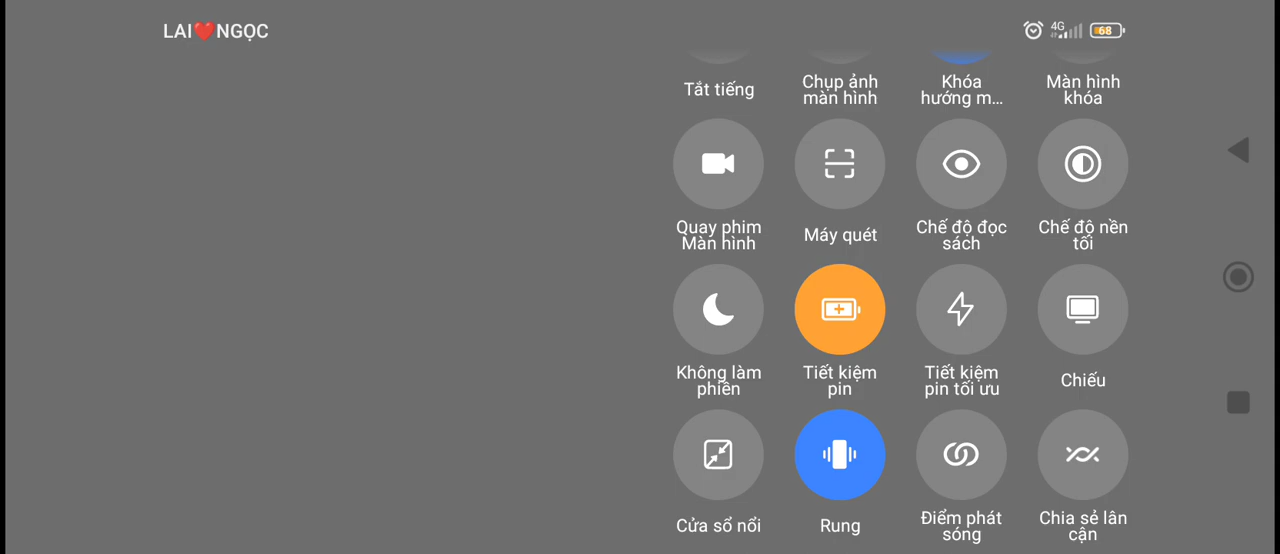 LAI❤️NGỌC
4G
68
Tắt tiếng
Chụp ảnh
màn hình
Khóa
hướng m...
Màn hình
khóa
Quay phim
Màn hình
Máy quét
Chế độ đọc
sách
Chế độ nền
tối
Không làm
phiền
Tiết kiệm
pin
Tiết kiệm
pin tối ưu
Chiếu
Cửa sổ nổi
Rung
Điểm phát
sóng
Chia sẻ lân
cận